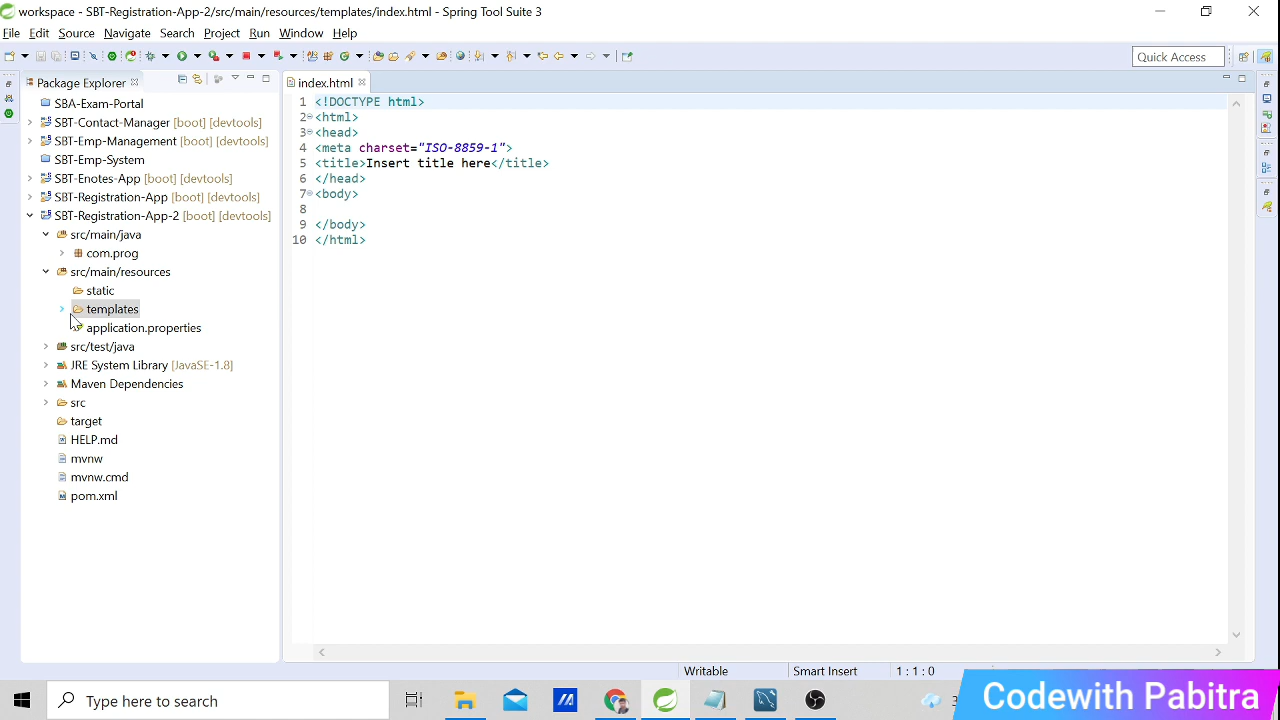 workspace - SBT-Registration-App-2/src/main/resources/templates/index.html - Spring Tool Suite 3
File Edit Source Navigate Search Project Run Window Help
Quick Access
Package Explorer
SBA-Exam-Portal
SBT-Contact-Manager [boot] [devtools]
SBT-Emp-Management [boot] [devtools]
SBT-Emp-System
SBT-Enotes-App [boot] [devtools]
SBT-Registration-App [boot] [devtools]
SBT-Registration-App-2 [boot] [devtools]
src/main/java
com.prog
src/main/resources
static
templates
application.properties
src/test/java
JRE System Library [JavaSE-1.8]
Maven Dependencies
src
target
HELP.md
mvnw
mvnw.cmd
pom.xml
index.html
1 <!DOCTYPE html>
2 <html>
3 <head>
4 <meta charset="ISO-8859-1">
5 <title>Insert title here</title>
6 </head>
7 <body>
8
9 </body>
10 </html>
Writable Smart Insert 1 : 1 : 0
Type here to search
Codewith Pabitra